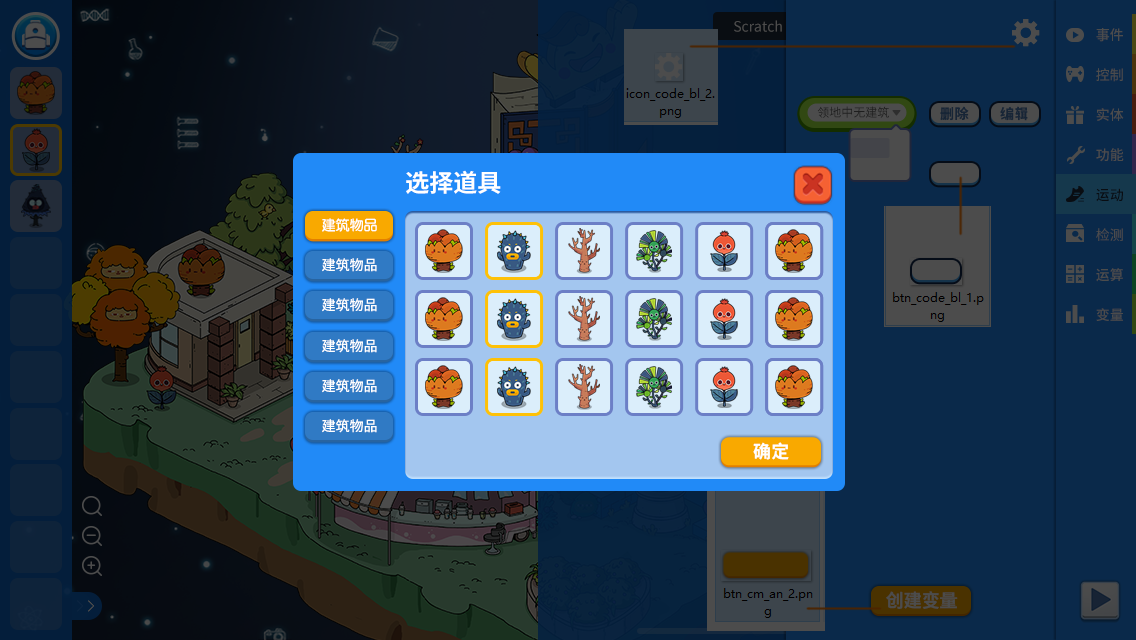 Scratch
icon_code_bl_2.
png
领地中无建筑
删除
编辑
事件
控制
实体
功能
运动
检测
运算
变量
选择道具
建筑物品
建筑物品
建筑物品
建筑物品
建筑物品
建筑物品
确定
btn_code_bl_1.p
ng
btn_cm_an_2.pn
g
创建变量